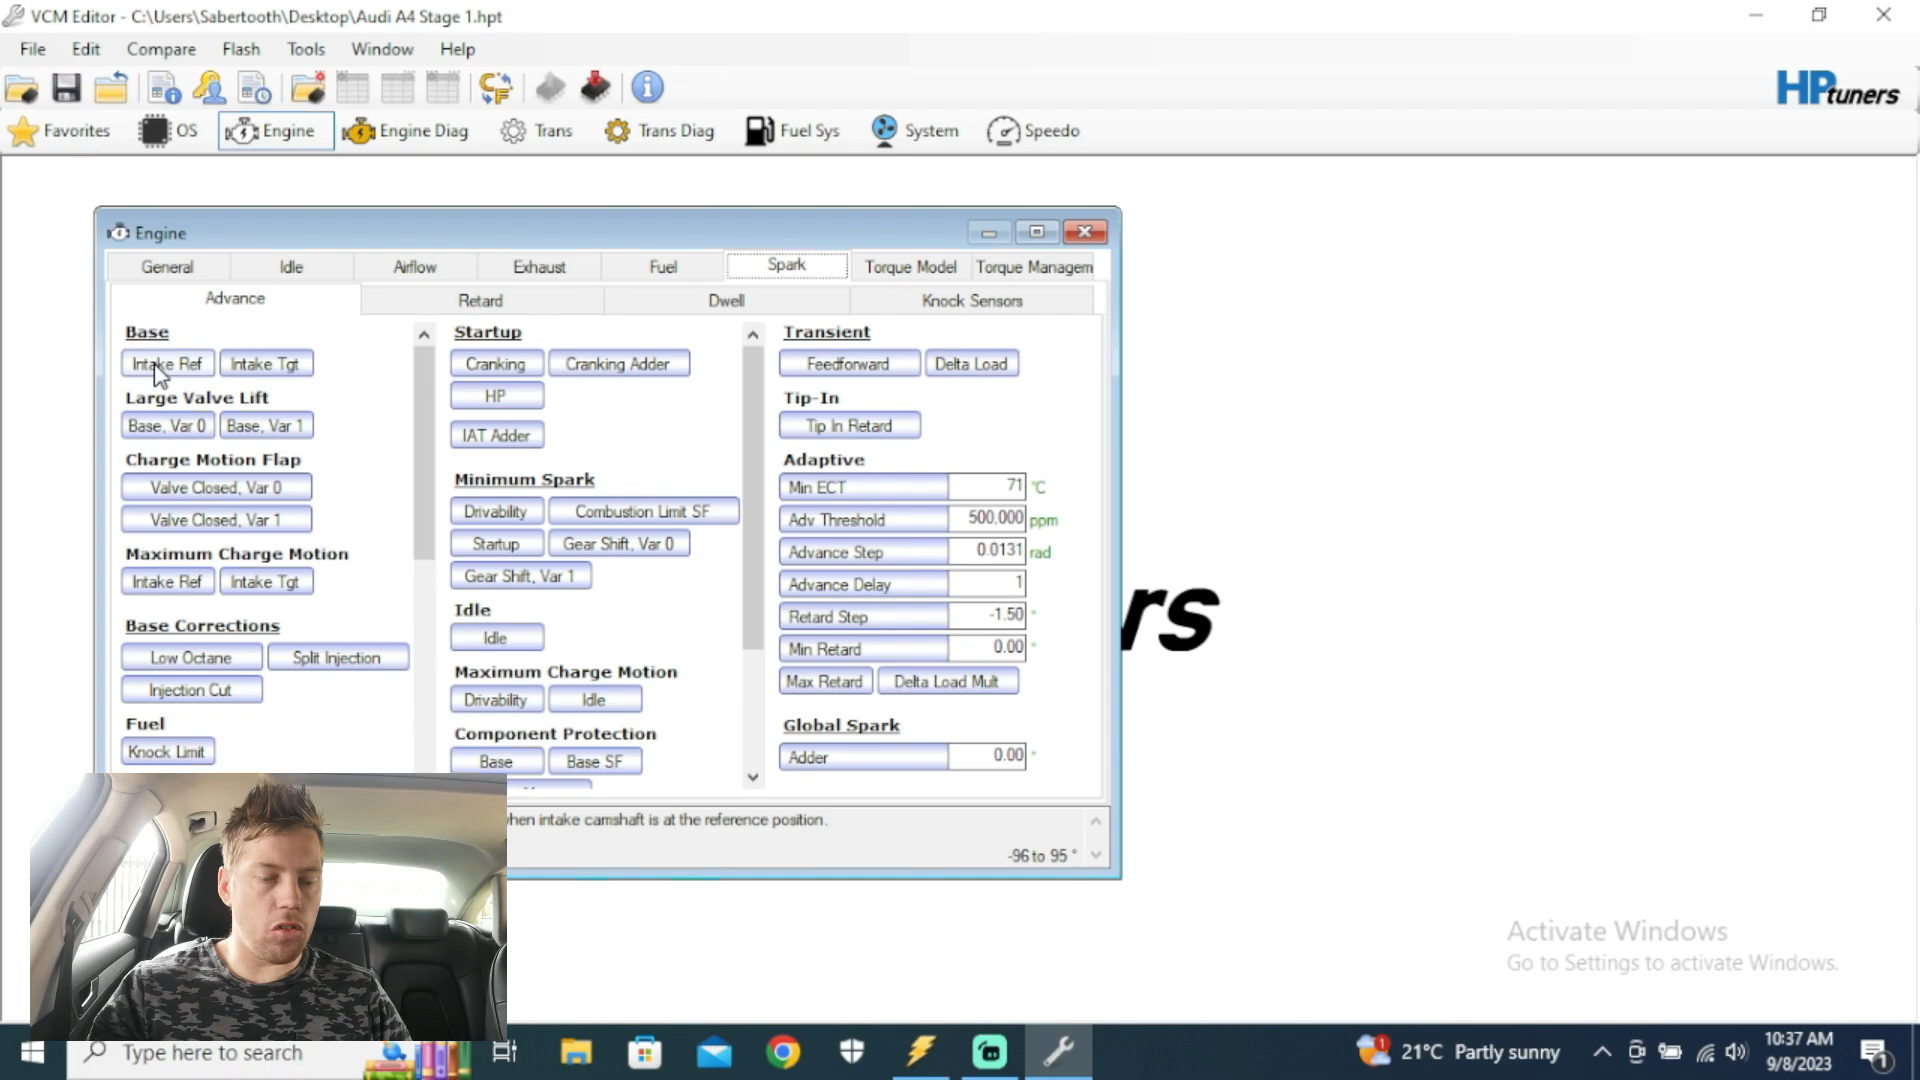 VCM Editor - C:\Users\Sabertooth\Desktop\Audi A4 Stage 1.hpt
File Edit Compare Flash Tools Window Help
HPtuners
Favorites OS Engine Engine Diag Trans Trans Diag Fuel Sys System Speedo
Engine
General Idle Airflow Exhaust Fuel Spark Torque Model Torque Managem
Advance Retard Dwell Knock Sensors
Base
Intake Ref Intake Tgt
Large Valve Lift
Base, Var 0 Base, Var 1
Charge Motion Flap
Valve Closed, Var 0
Valve Closed, Var 1
Maximum Charge Motion
Intake Ref Intake Tgt
Base Corrections
Low Octane Split Injection
Injection Cut
Fuel
Knock Limit
Startup
Cranking Cranking Adder
HP
IAT Adder
Minimum Spark
Drivability Combustion Limit SF
Startup Gear Shift, Var 0
Gear Shift, Var 1
Idle
Idle
Maximum Charge Motion
Drivability Idle
Component Protection
Base Base SF
Transient
Feedforward Delta Load
Tip-In
Tip In Retard
Adaptive
Min ECT 71 °C
Adv Threshold 500,000 ppm
Advance Step 0.0131 rad
Advance Delay 1
Retard Step -1.50 °
Min Retard 0.00 °
Max Retard Delta Load Mult
Global Spark
Adder 0.00 °
when intake camshaft is at the reference position.
-96 to 95 °
rs
Activate Windows
Go to Settings to activate Windows.
Type here to search
1
21°C Partly sunny
10:37 AM
9/8/2023
1